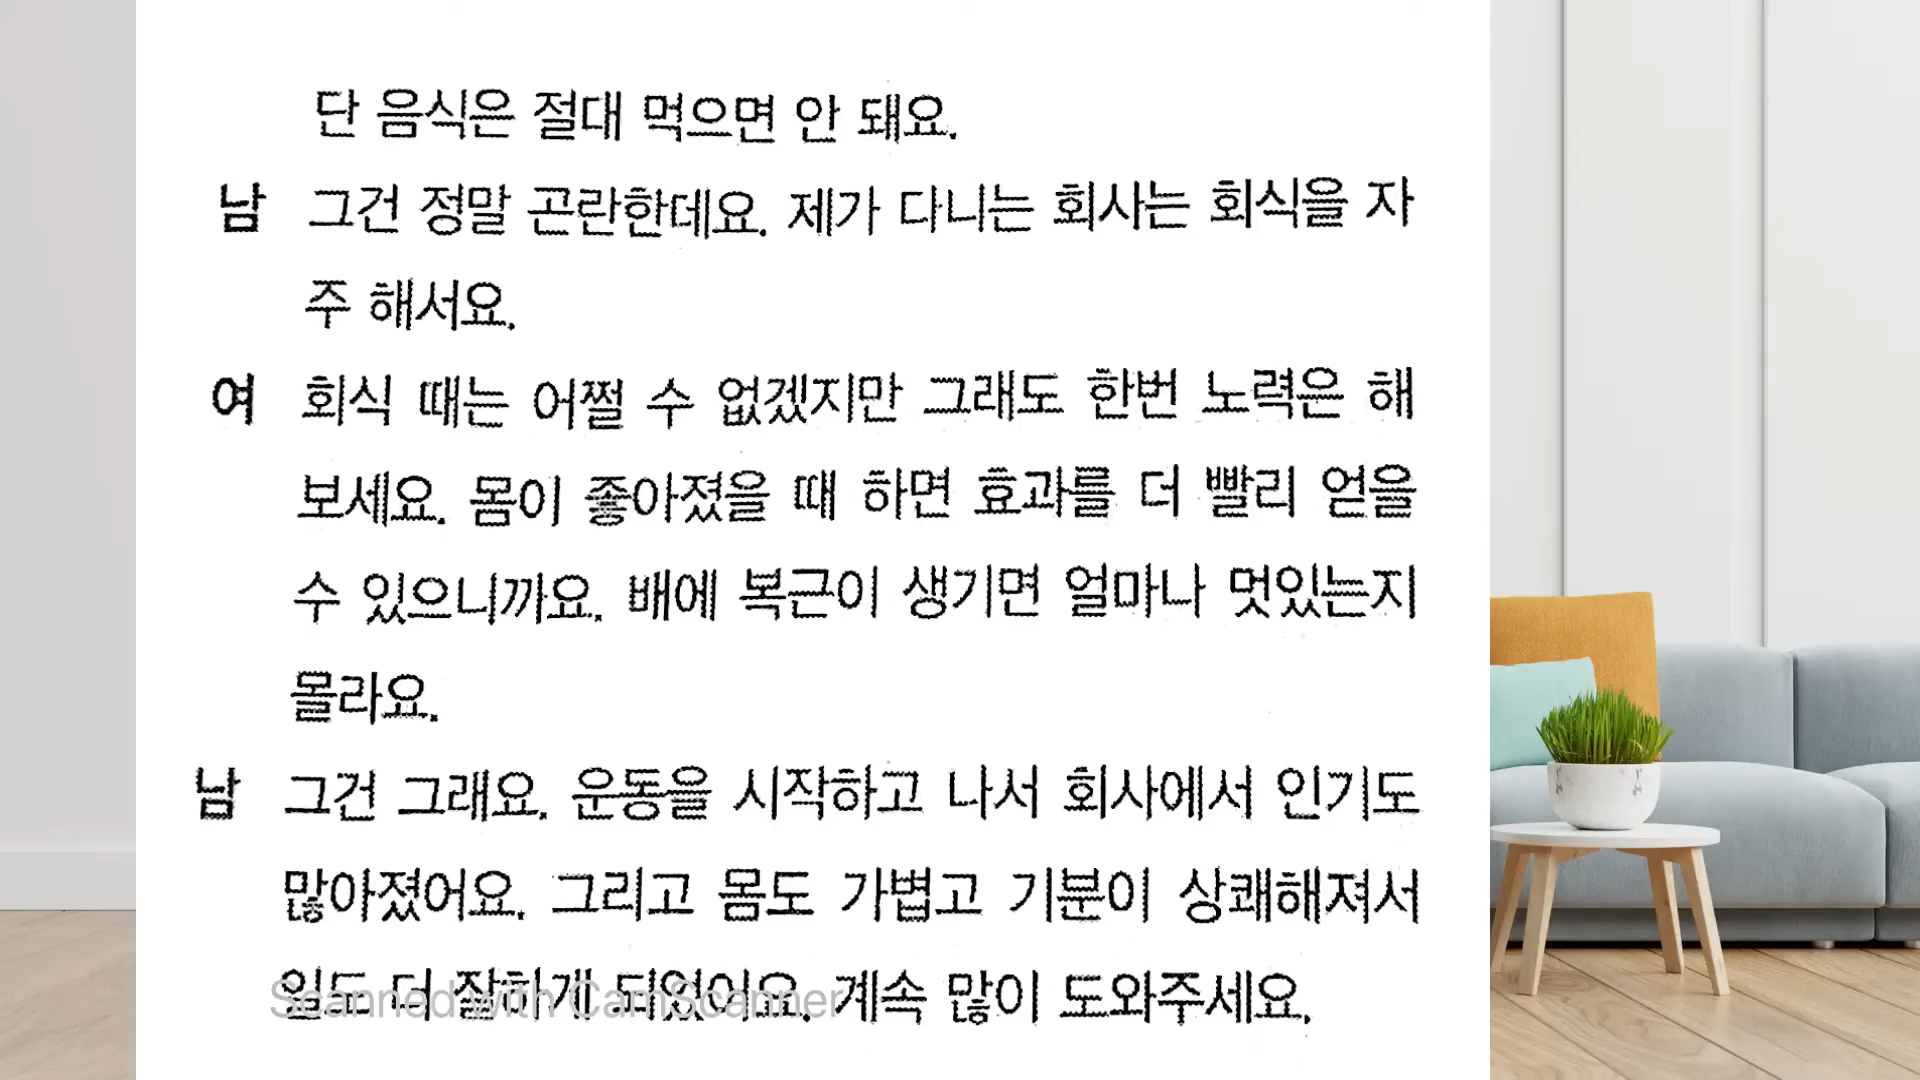 단 음식은 절대 먹으면 안 돼요.
남 그건 정말 곤란한데요. 제가 다니는 회사는 회식을 자
주 해서요.
여 회식 때는 어쩔 수 없겠지만 그래도 한번 노력은 해
보세요. 몸이 좋아졌을 때 하면 효과를 더 빨리 얻을
수 있으니까요. 배에 복근이 생기면 얼마나 멋있는지
몰라요.
남 그건 그래요. 운동을 시작하고 나서 회사에서 인기도
많아졌어요. 그리고 몸도 가볍고 기분이 상쾌해져서
일도 더 잘하게 되었어요. 계속 많이 도와주세요.
Scanned with CamScanner